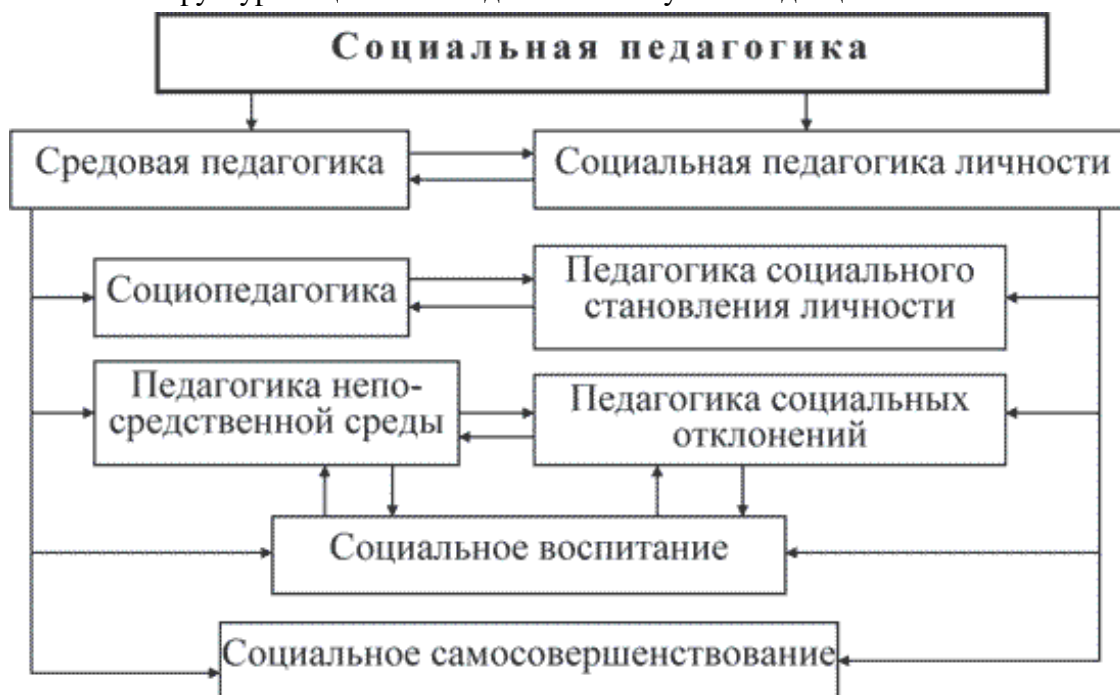 Социальная педагогика
Средовая педагогика
Социальная педагогика личности
Социопедагогика
Педагогика социального
становления личности
Педагогика непо-
средственной среды
Педагогика социальных
отклонений
Социальное воспитание
Социальное самосовершенствование